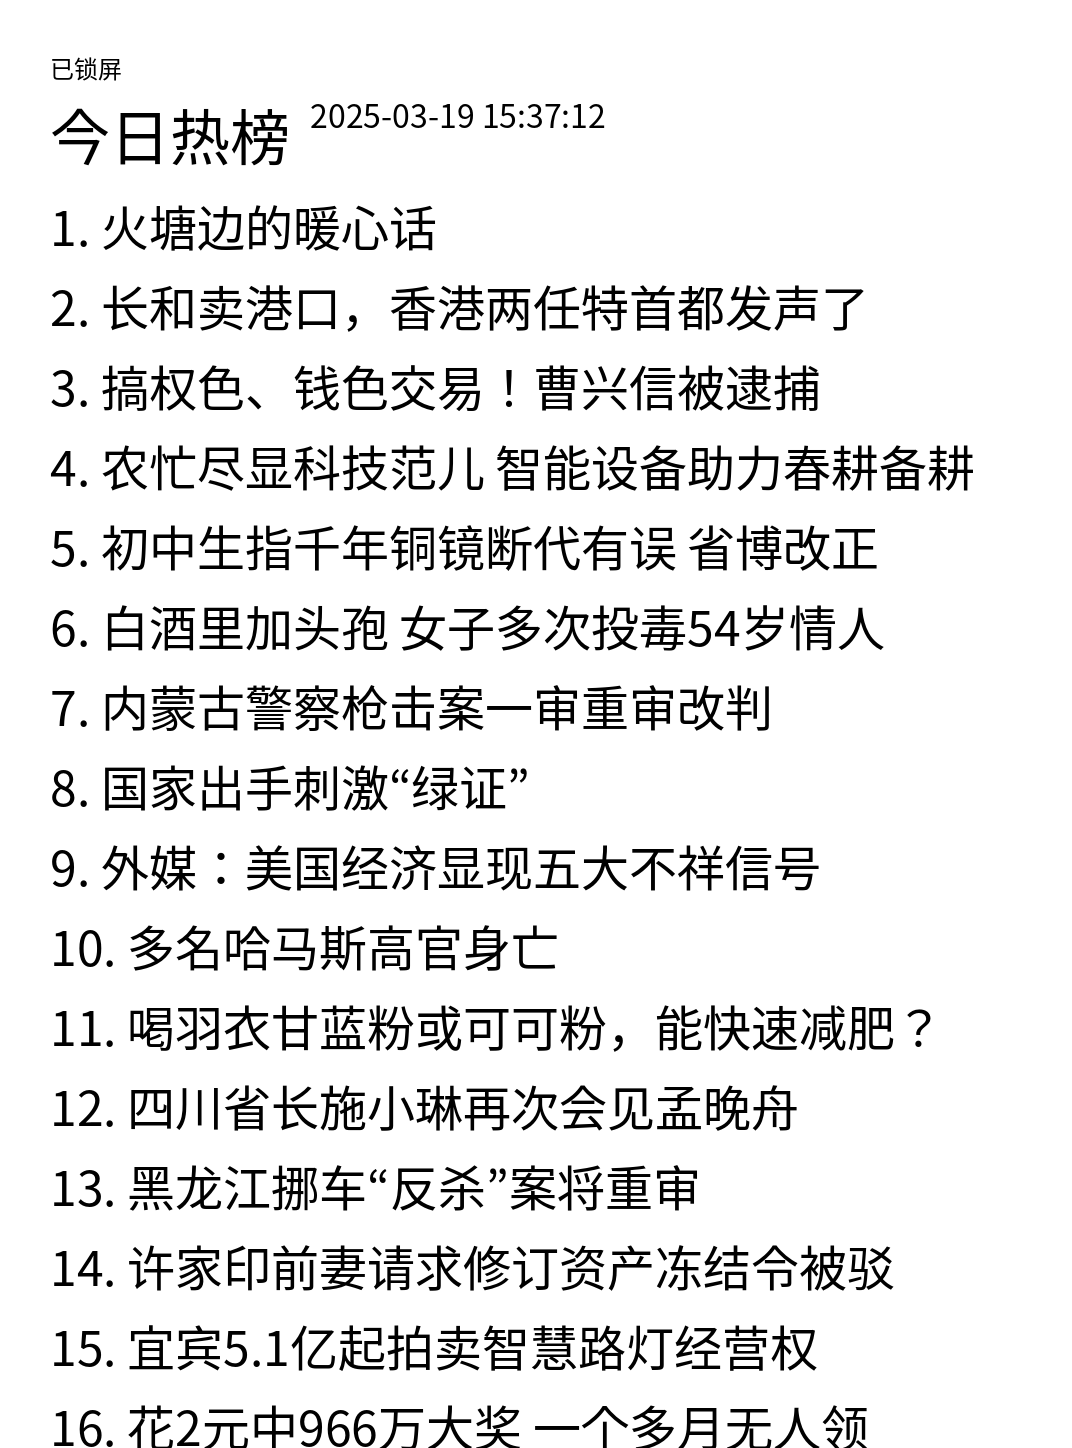 已锁屏
今日热榜 2025-03-19 15:37:12
1. 火塘边的暖心话
2. 长和卖港口，香港两任特首都发声了
3. 搞权色、钱色交易！曹兴信被逮捕
4. 农忙尽显科技范儿 智能设备助力春耕备耕
5. 初中生指千年铜镜断代有误 省博改正
6. 白酒里加头孢 女子多次投毒54岁情人
7. 内蒙古警察枪击案一审重审改判
8. 国家出手刺激“绿证”
9. 外媒：美国经济显现五大不祥信号
10. 多名哈马斯高官身亡
11. 喝羽衣甘蓝粉或可可粉，能快速减肥？
12. 四川省长施小琳再次会见孟晚舟
13. 黑龙江挪车“反杀”案将重审
14. 许家印前妻请求修订资产冻结令被驳
15. 宜宾5.1亿起拍卖智慧路灯经营权
16. 花2元中966万大奖 一个多月无人领